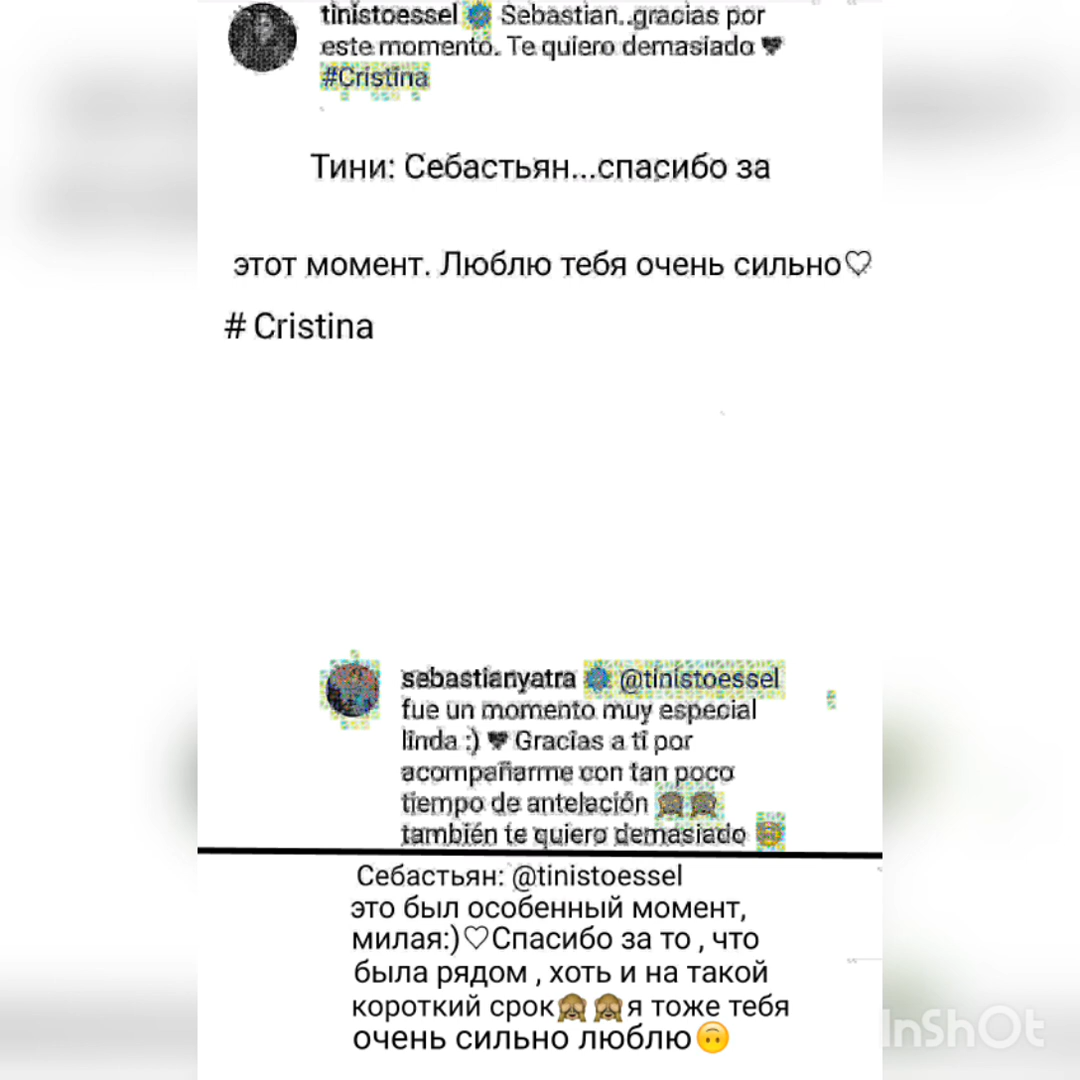 tinistoessel Sebastian..gracias por
este momento. Te quiero demasiado 🖤
#Cristina
Тини: Себастьян...спасибо за
этот момент. Люблю тебя очень сильно♡
# Cristina
sebastianyatra @tinistoessel
fue un momento muy especial
linda :) 🖤 Gracias a ti por
acompañarme con tan poco
tiempo de antelación 🙈🙈
también te quiero demasiado 🙃
Себастьян: @tinistoessel
это был особенный момент,
милая:)♡Спасибо за то , что
была рядом , хоть и на такой
короткий срок🙈🙈я тоже тебя
очень сильно люблю🙃
InShOt